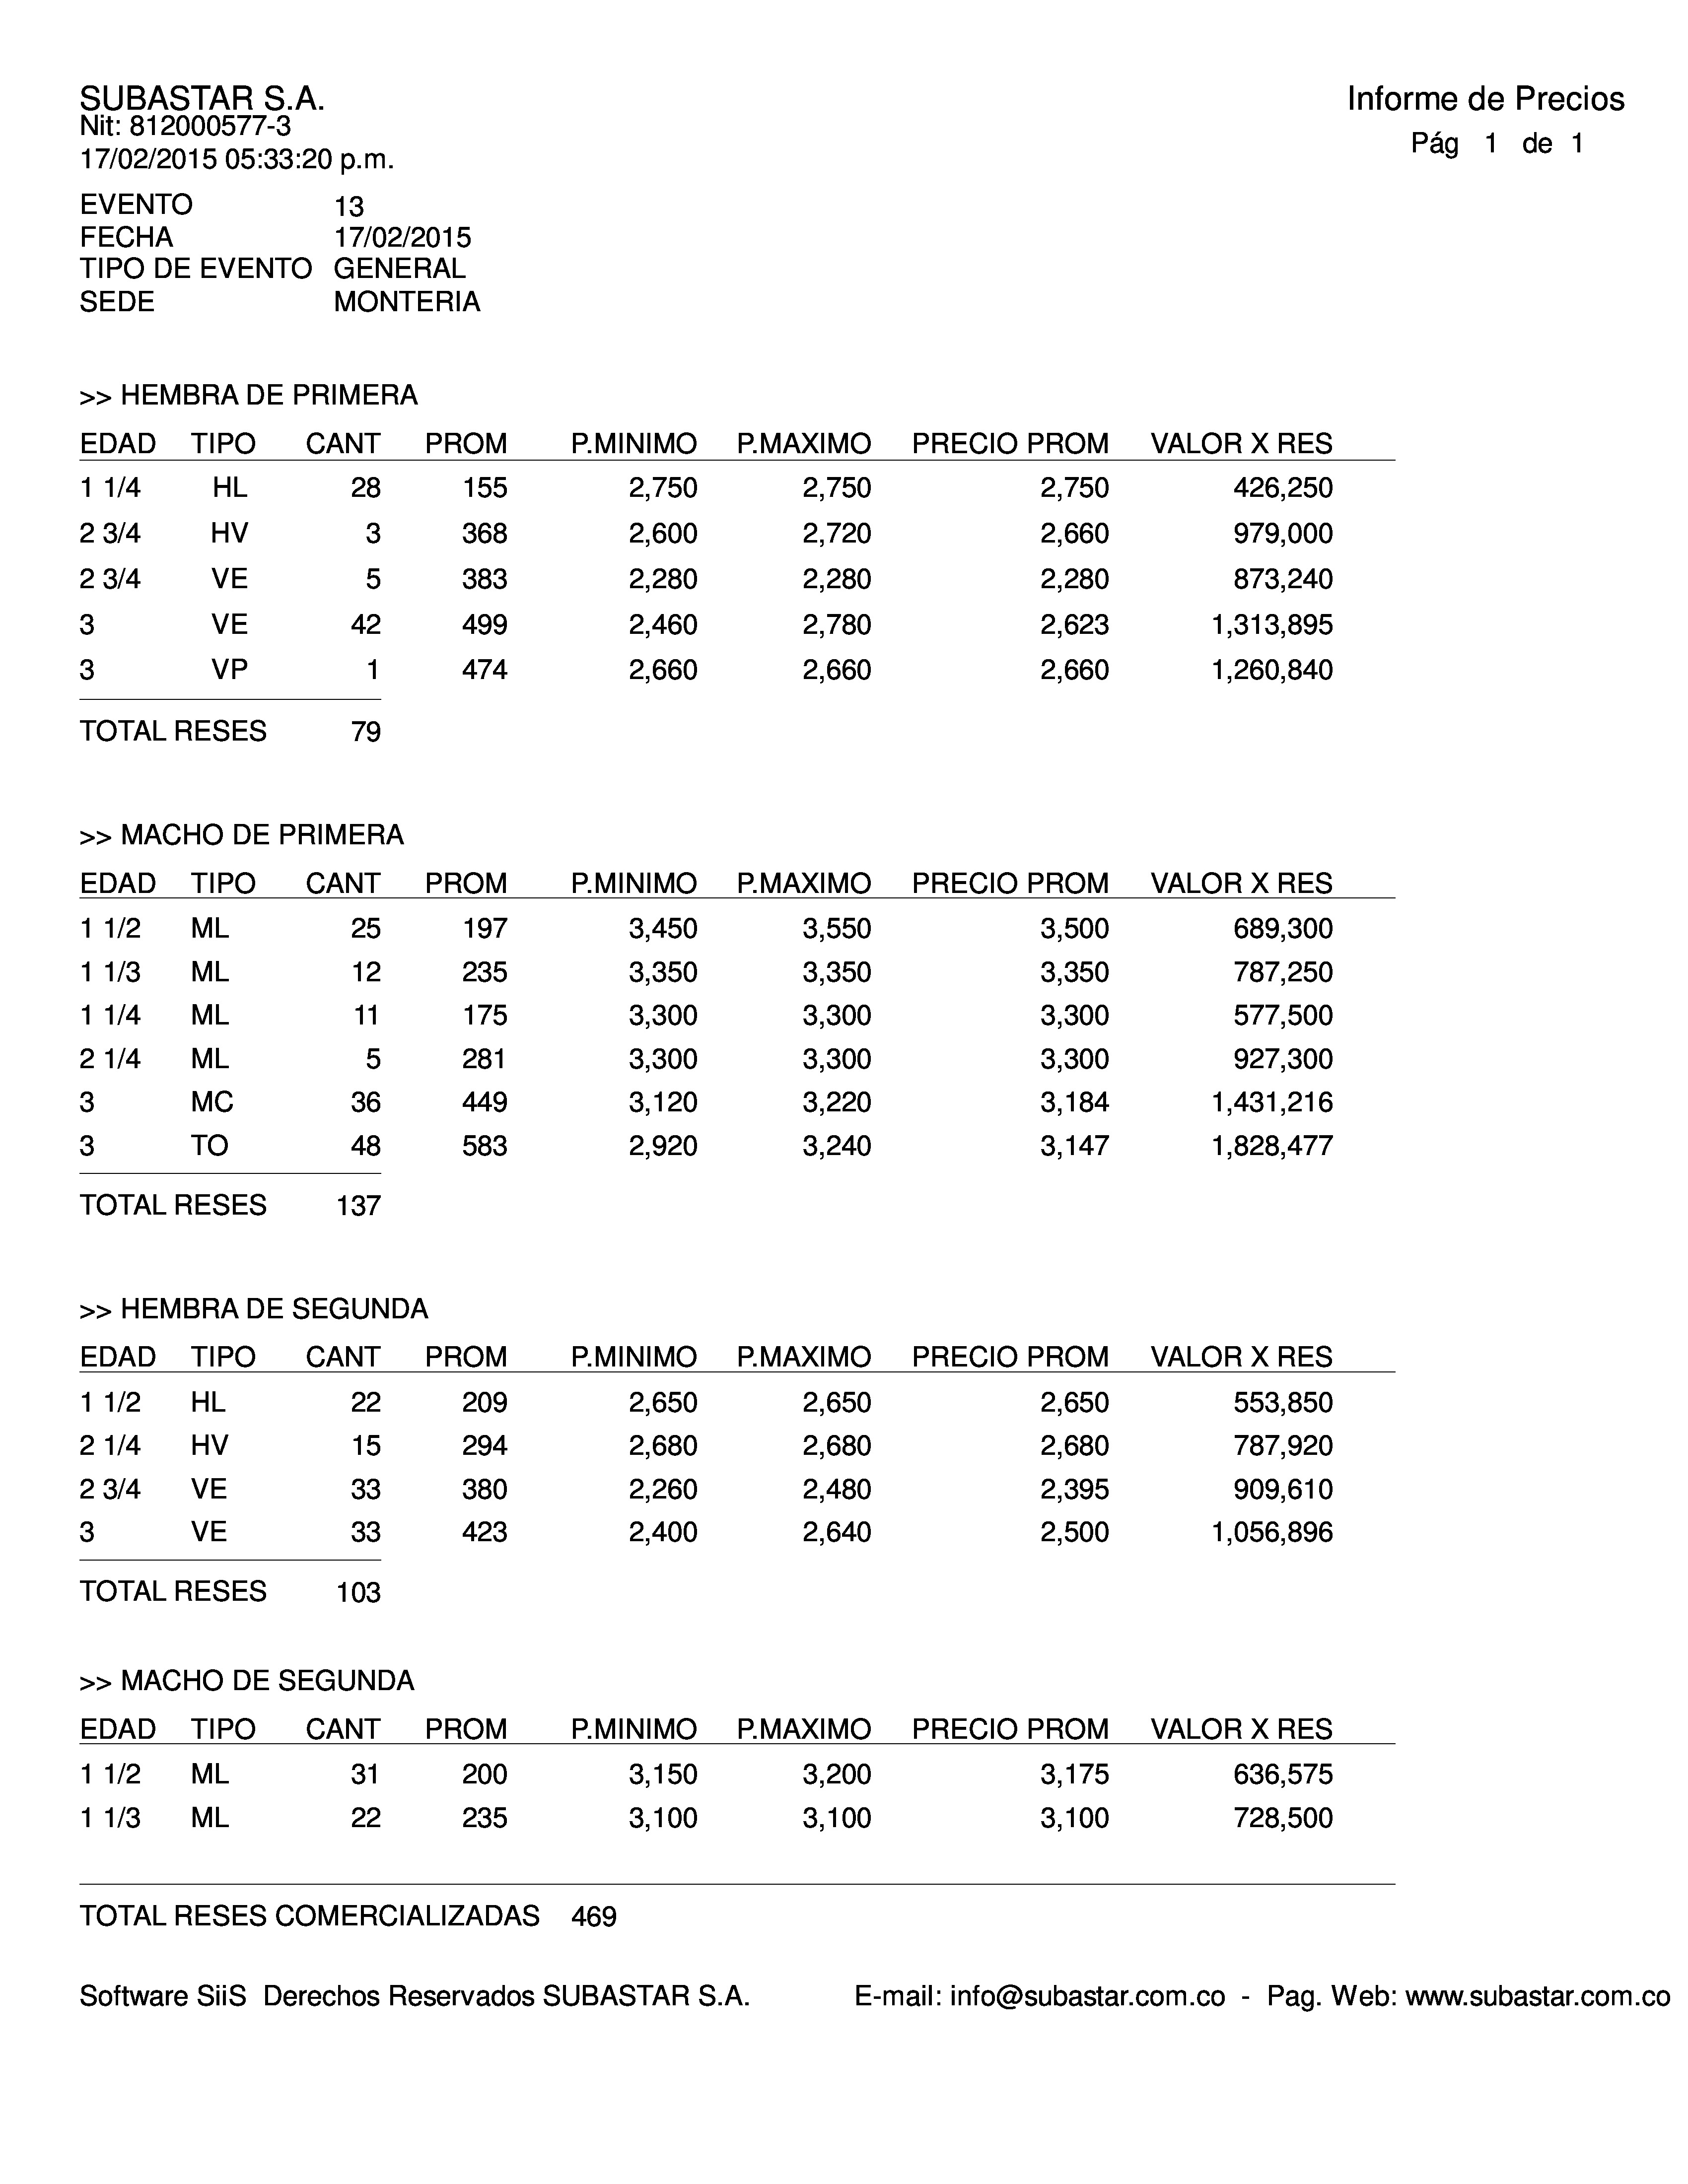 SUBASTAR S.A.
Informe de Precios
Nit: 812000577-3
Pág 1 de 1
17/02/2015 05:33:20 p.m.
EVENTO 13
FECHA 17/02/2015
TIPO DE EVENTO GENERAL
SEDE MONTERIA
>> HEMBRA DE PRIMERA
EDAD TIPO CANT PROM P.MINIMO P.MAXIMO PRECIO PROM VALOR X RES
1 1/4 HL 28 155 2,750 2,750 2,750 426,250
2 3/4 HV 3 368 2,600 2,720 2,660 979,000
2 3/4 VE 5 383 2,280 2,280 2,280 873,240
3 VE 42 499 2,460 2,780 2,623 1,313,895
3 VP 1 474 2,660 2,660 2,660 1,260,840
TOTAL RESES 79
>> MACHO DE PRIMERA
EDAD TIPO CANT PROM P.MINIMO P.MAXIMO PRECIO PROM VALOR X RES
1 1/2 ML 25 197 3,450 3,550 3,500 689,300
1 1/3 ML 12 235 3,350 3,350 3,350 787,250
1 1/4 ML 11 175 3,300 3,300 3,300 577,500
2 1/4 ML 5 281 3,300 3,300 3,300 927,300
3 MC 36 449 3,120 3,220 3,184 1,431,216
3 TO 48 583 2,920 3,240 3,147 1,828,477
TOTAL RESES 137
>> HEMBRA DE SEGUNDA
EDAD TIPO CANT PROM P.MINIMO P.MAXIMO PRECIO PROM VALOR X RES
1 1/2 HL 22 209 2,650 2,650 2,650 553,850
2 1/4 HV 15 294 2,680 2,680 2,680 787,920
2 3/4 VE 33 380 2,260 2,480 2,395 909,610
3 VE 33 423 2,400 2,640 2,500 1,056,896
TOTAL RESES 103
>> MACHO DE SEGUNDA
EDAD TIPO CANT PROM P.MINIMO P.MAXIMO PRECIO PROM VALOR X RES
1 1/2 ML 31 200 3,150 3,200 3,175 636,575
1 1/3 ML 22 235 3,100 3,100 3,100 728,500
TOTAL RESES COMERCIALIZADAS 469
Software SiiS Derechos Reservados SUBASTAR S.A. E-mail: info@subastar.com.co - Pag. Web: www.subastar.com.co